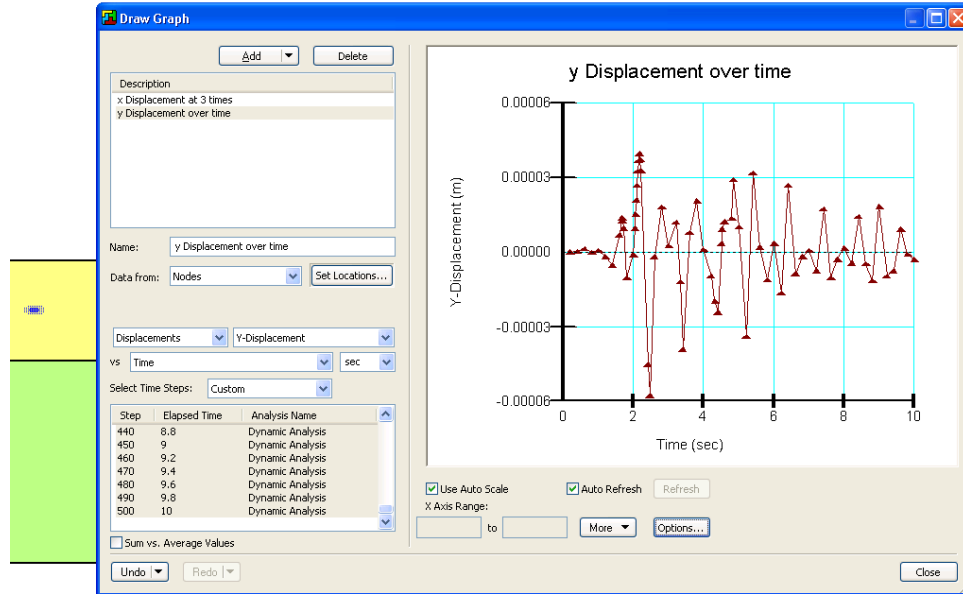 Draw Graph
Add
Delete
Description
x Displacement at 3 times
y Displacement over time
Name: y Displacement over time
Data from: Nodes Set Locations...
Displacements Y-Displacement
vs Time sec
Select Time Steps: Custom
Step Elapsed Time Analysis Name
440 8.8 Dynamic Analysis
450 9 Dynamic Analysis
460 9.2 Dynamic Analysis
470 9.4 Dynamic Analysis
480 9.6 Dynamic Analysis
490 9.8 Dynamic Analysis
500 10 Dynamic Analysis
Sum vs. Average Values
Undo
Redo
y Displacement over time
Y-Displacement (m)
0.00006
0.00003
0.00000
-0.00003
-0.00006
0 2 4 6 8 10
Time (sec)
Use Auto Scale
Auto Refresh
Refresh
X Axis Range:
to
More
Options...
Close